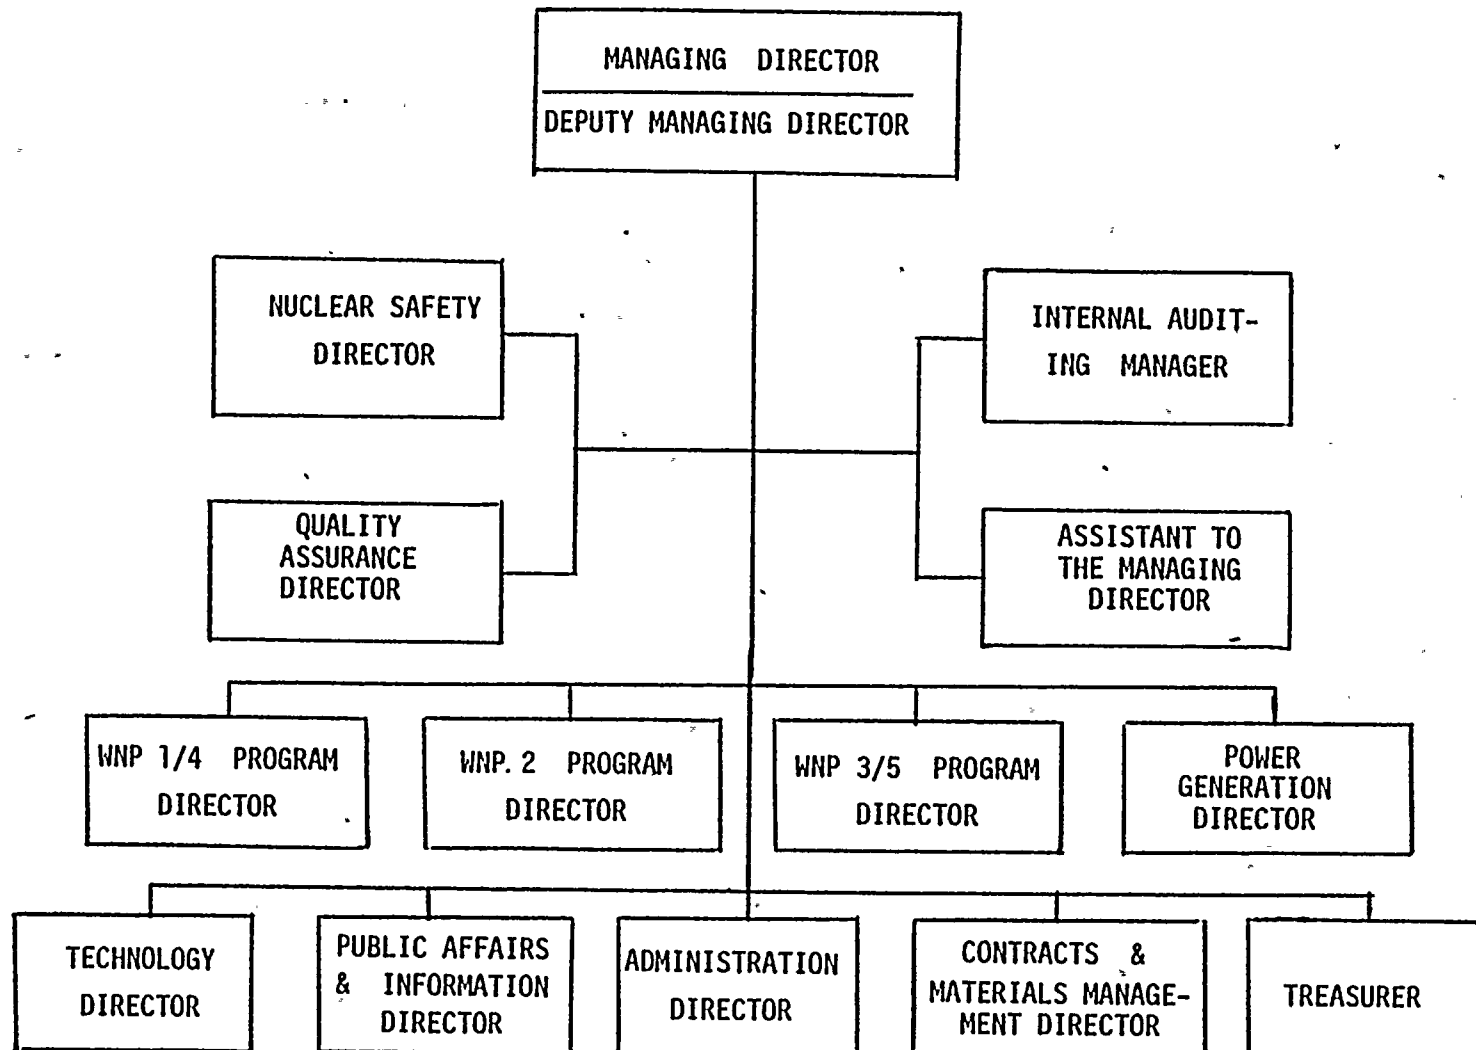 MANAGING DIRECTOR
DEPUTY MANAGING DIRECTOR
NUCLEAR SAFETY
DIRECTOR
INTERNAL AUDIT-
ING MANAGER
QUALITY
ASSURANCE
DIRECTOR
ASSISTANT TO
THE MANAGING
DIRECTOR
WNP 1/4 PROGRAM
DIRECTOR
WNP. 2 PROGRAM
DIRECTOR
WNP 3/5 PROGRAM
DIRECTOR
POWER
GENERATION
DIRECTOR
TECHNOLOGY
DIRECTOR
PUBLIC AFFAIRS
& INFORMATION
DIRECTOR
ADMINISTRATION
DIRECTOR
CONTRACTS &
MATERIALS MANAGE-
MENT DIRECTOR
TREASURER